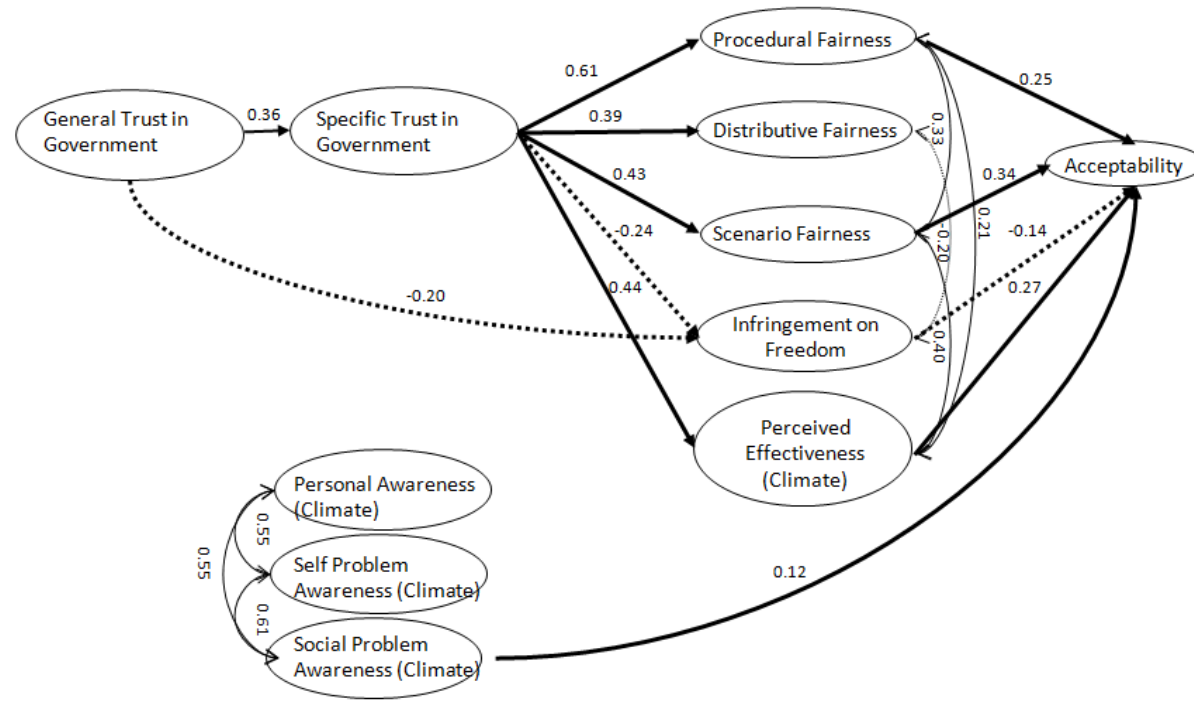 Procedural Fairness
0.61
0.25
General Trust in
Government
0.36
Specific Trust in
Government
0.39
Distributive Fairness
0.33
Acceptability
0.43
0.34
Scenario Fairness
-0.24
-0.20
0.21
-0.14
0.44
0.27
-0.20
Infringement on
Freedom
0.40
Perceived
Effectiveness
(Climate)
Personal Awareness
(Climate)
0.55
0.55
Self Problem
Awareness (Climate)
0.12
0.61
Social Problem
Awareness (Climate)